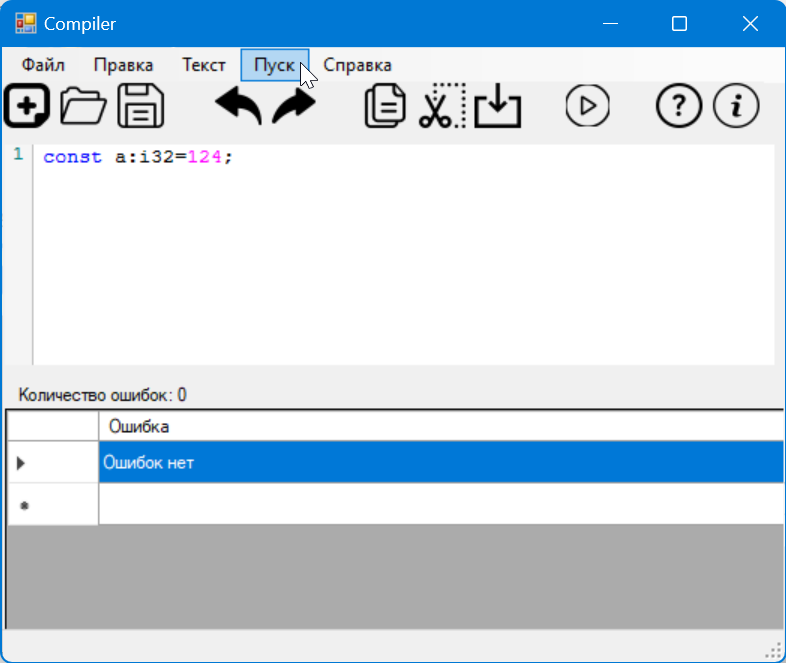 Compiler
Файл Правка Текст Пуск Справка
1 const a:i32=124;
Количество ошибок: 0
Ошибка
Ошибок нет